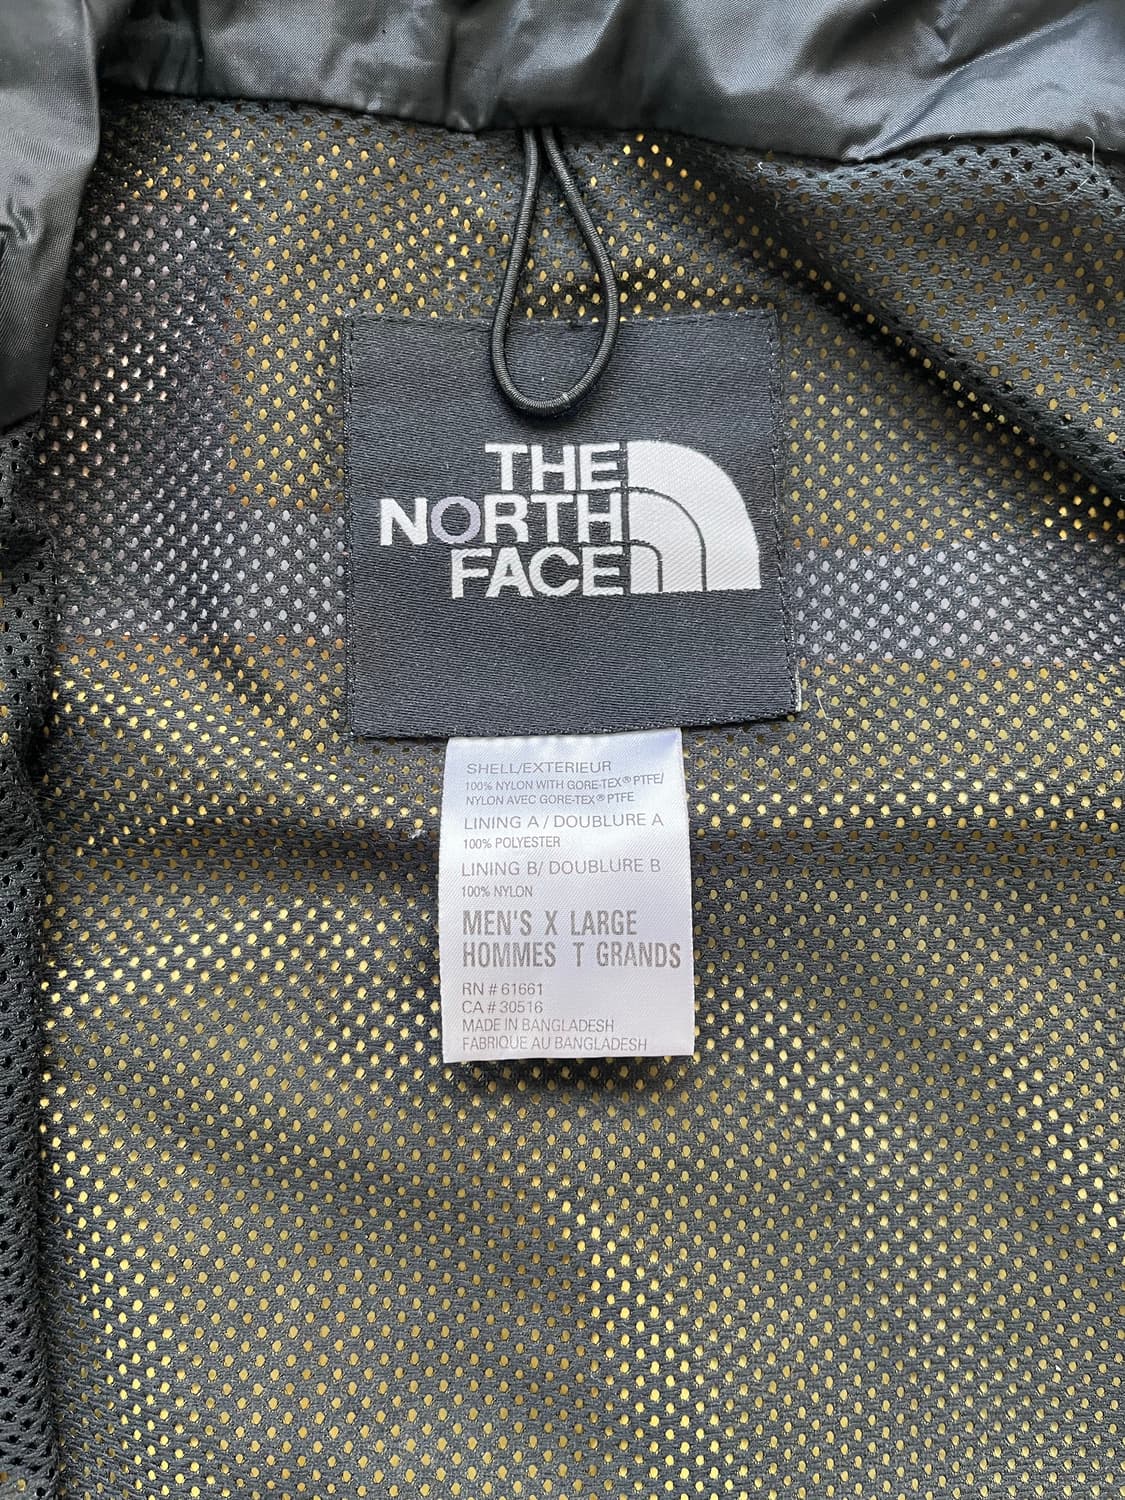 THE
NORTH
FACE
SHELL/EXTERIEUR
100% NYLON WITH GORE-TEX® PTFE/
NYLON AVEC GORE-TEX® PTFE
LINING A / DOUBLURE A
100% POLYESTER
LINING B/ DOUBLURE B
100% NYLON
MEN'S X LARGE
HOMMES T GRANDS
RN # 61661
CA # 30516
MADE IN BANGLADESH
FABRIQUE AU BANGLADESH